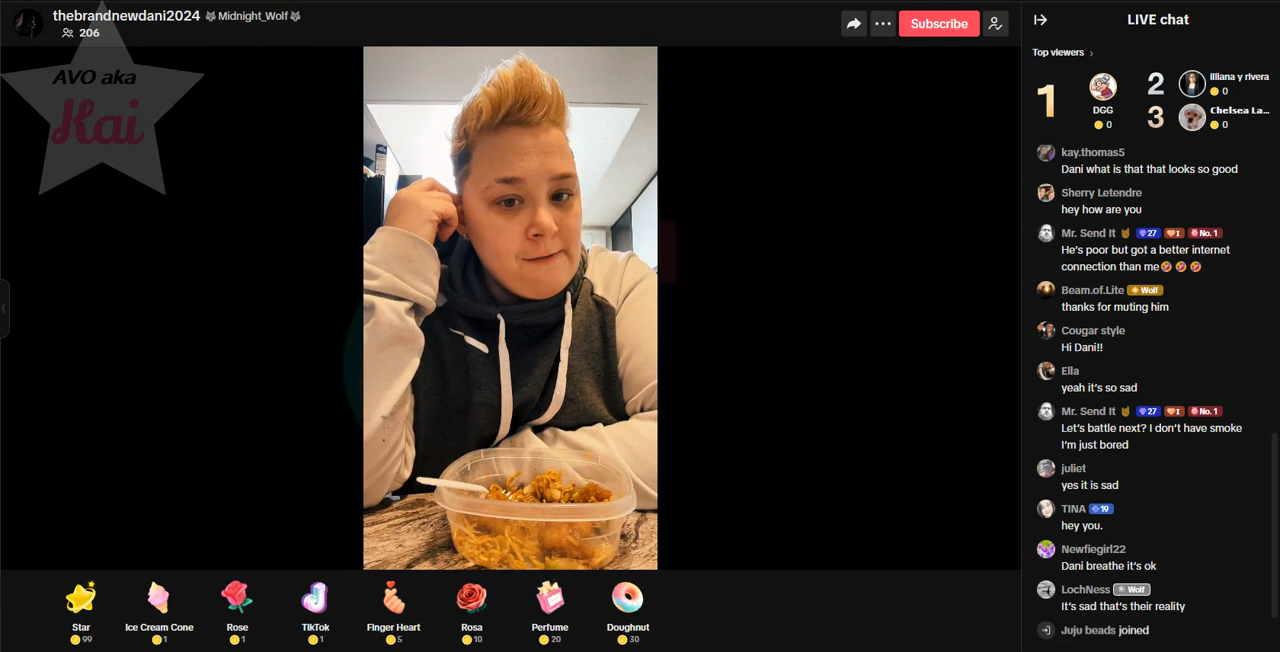 thebrandnewdani2024 🐺Midnight_Wolf🐺
206
Subscribe
AVO aka
Kai
LIVE chat
Top viewers
1
DGG
0
2
illiana y rivera
0
3
Chelsea La...
0
kay.thomas5
Dani what is that that looks so good
Sherry Letendre
hey how are you
Mr. Send It 27 I No. 1
He's poor but got a better internet
connection than me🤣🤣🤣
Beam.of.Lite Wolf
thanks for muting him
Cougar style
Hi Dani!!
Ella
yeah it's so sad
Mr. Send It 27 I No. 1
Let's battle next? I don't have smoke
I'm just bored
juliet
yes it is sad
TINA 19
hey you.
Newfiegirl22
Dani breathe it's ok
LochNess Wolf
It's sad that's their reality
Juju beads joined
Star
99
Ice Cream Cone
1
Rose
1
TikTok
1
Finger Heart
5
Rosa
10
Perfume
20
Doughnut
30